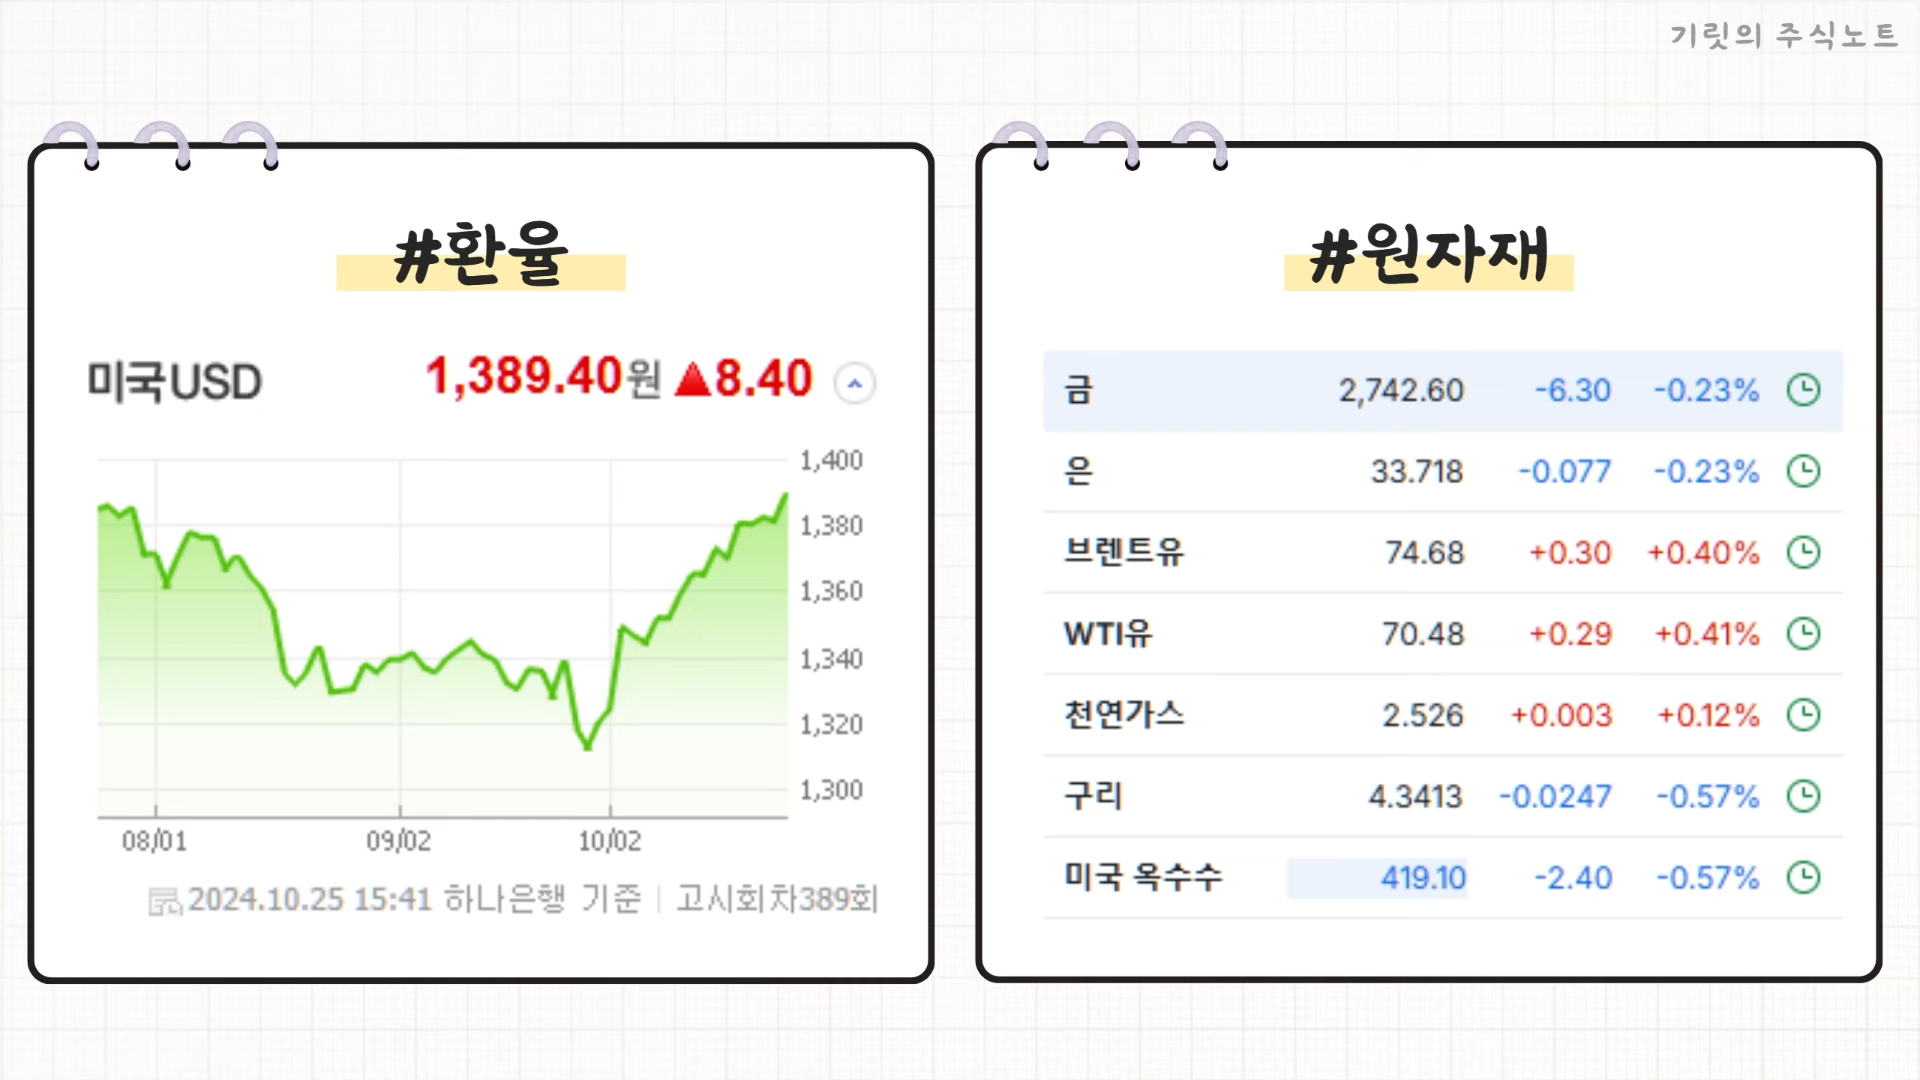 기릿의 주식노트
#환율
미국USD 1,389.40원 ▲8.40
1,400
1,380
1,360
1,340
1,320
1,300
08/01 09/02 10/02
2024.10.25 15:41 하나은행 기준 | 고시회차389회
#원자재
금 2,742.60 -6.30 -0.23%
은 33.718 -0.077 -0.23%
브렌트유 74.68 +0.30 +0.40%
WTI유 70.48 +0.29 +0.41%
천연가스 2.526 +0.003 +0.12%
구리 4.3413 -0.0247 -0.57%
미국 옥수수 419.10 -2.40 -0.57%